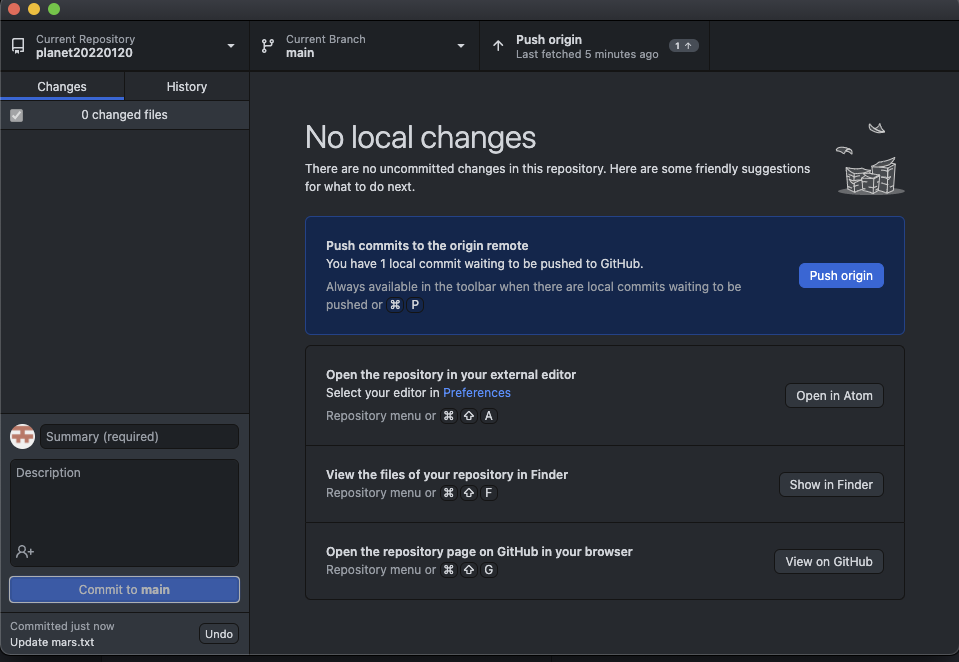 Current Repository
planet20220120
Current Branch
main
Push origin
Last fetched 5 minutes ago
1 ↑
Changes
History
0 changed files
No local changes
There are no uncommitted changes in this repository. Here are some friendly suggestions
for what to do next.
Push commits to the origin remote
You have 1 local commit waiting to be pushed to GitHub.
Always available in the toolbar when there are local commits waiting to be
pushed or ⌘ P
Push origin
Open the repository in your external editor
Select your editor in Preferences
Repository menu or ⌘ ⇧ A
Open in Atom
View the files of your repository in Finder
Repository menu or ⌘ ⇧ F
Show in Finder
Open the repository page on GitHub in your browser
Repository menu or ⌘ ⇧ G
View on GitHub
Summary (required)
Description
Commit to main
Committed just now
Update mars.txt
Undo